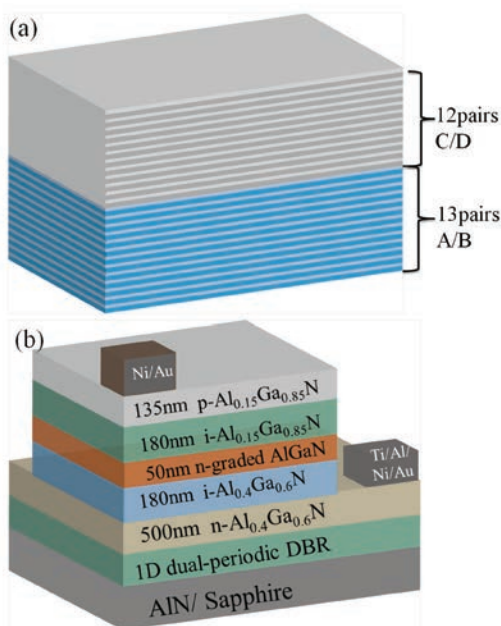 (a)
12pairs
C/D
13pairs
A/B
(b)
Ni/Au
135nm p-Al₀.₁₅Ga₀.₈₅N
180nm i-Al₀.₁₅Ga₀.₈₅N
50nm n-graded AlGaN
180nm i-Al₀.₄Ga₀.₆N
Ti/Al/
Ni/Au
500nm n-Al₀.₄Ga₀.₆N
1D dual-periodic DBR
AlN/ Sapphire